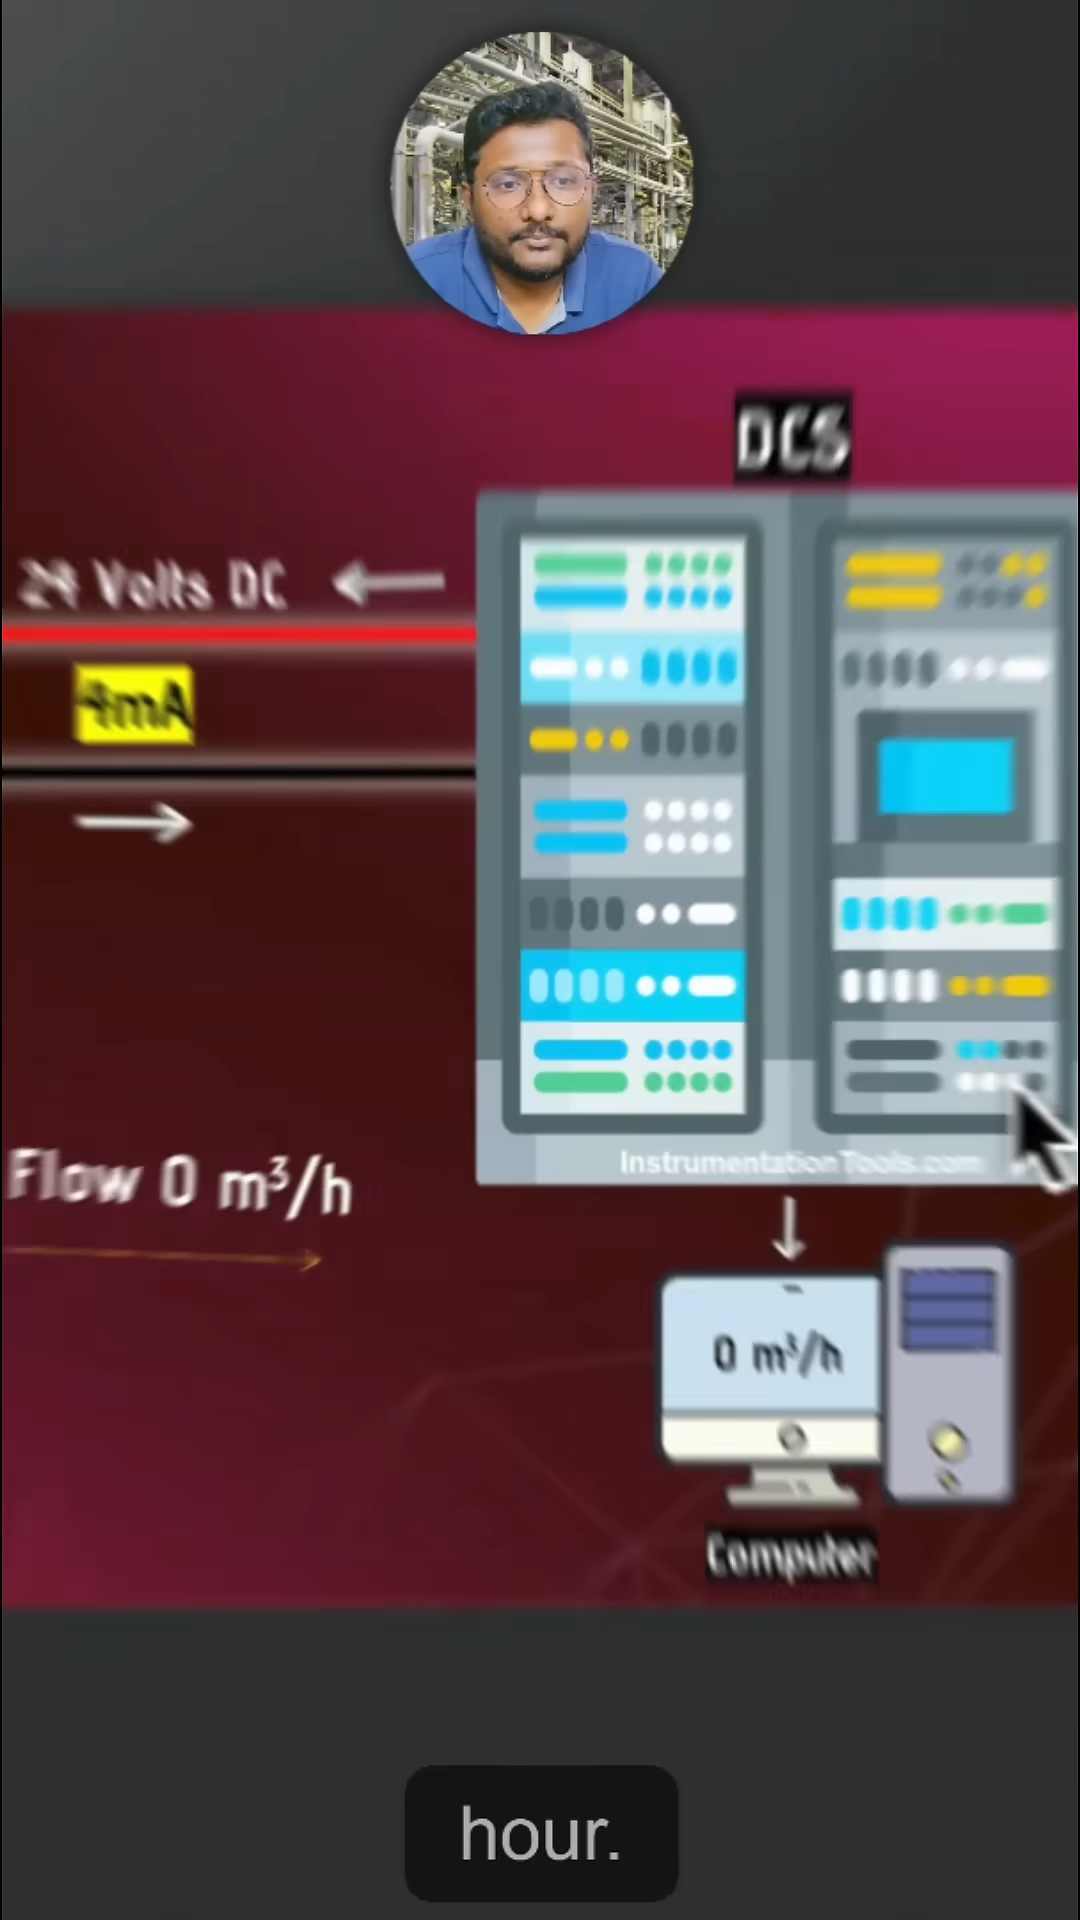 DCS
24 Volts DC
4mA
InstrumentationTools.com
Flow 0 m³/h
0 m³/h
Computer
hour.